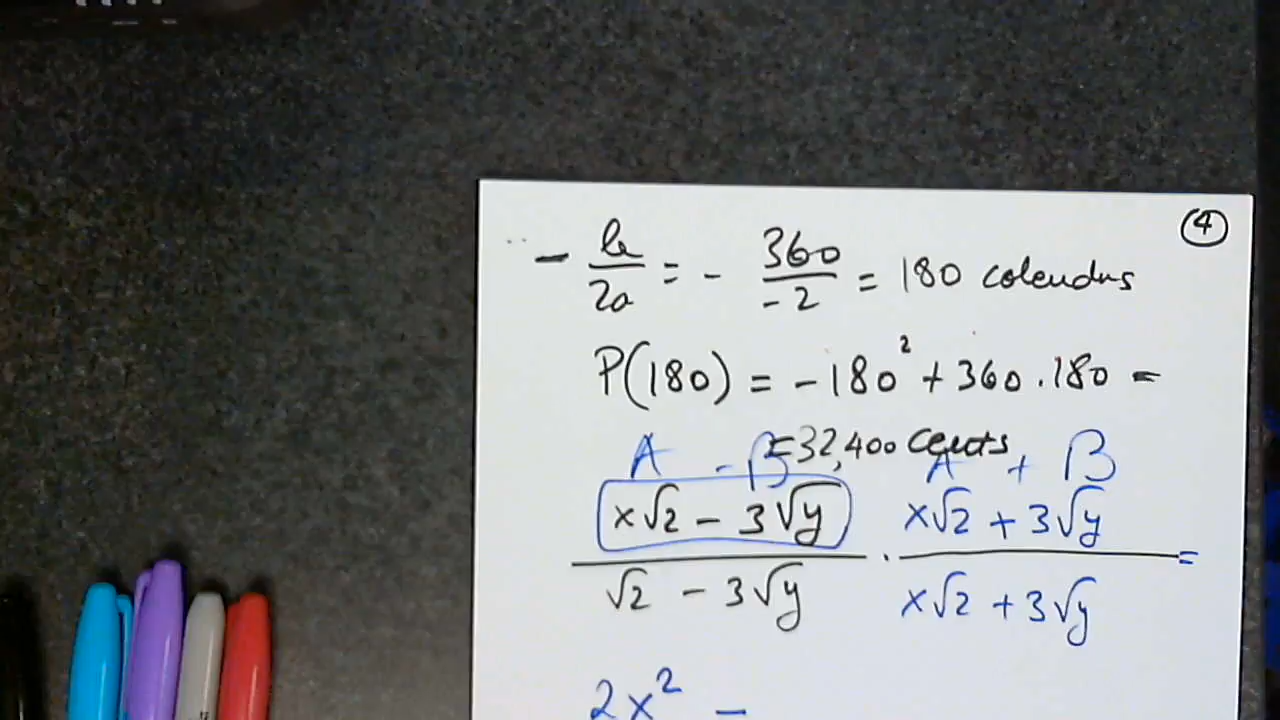 ④
- b/2a = - 360/-2 = 180 calendars
P(180) = -180² + 360 . 180 =
= 32,400 cents
A - B A + B
x√2 - 3√y / √2 - 3√y . x√2 + 3√y / x√2 + 3√y =
2x² -